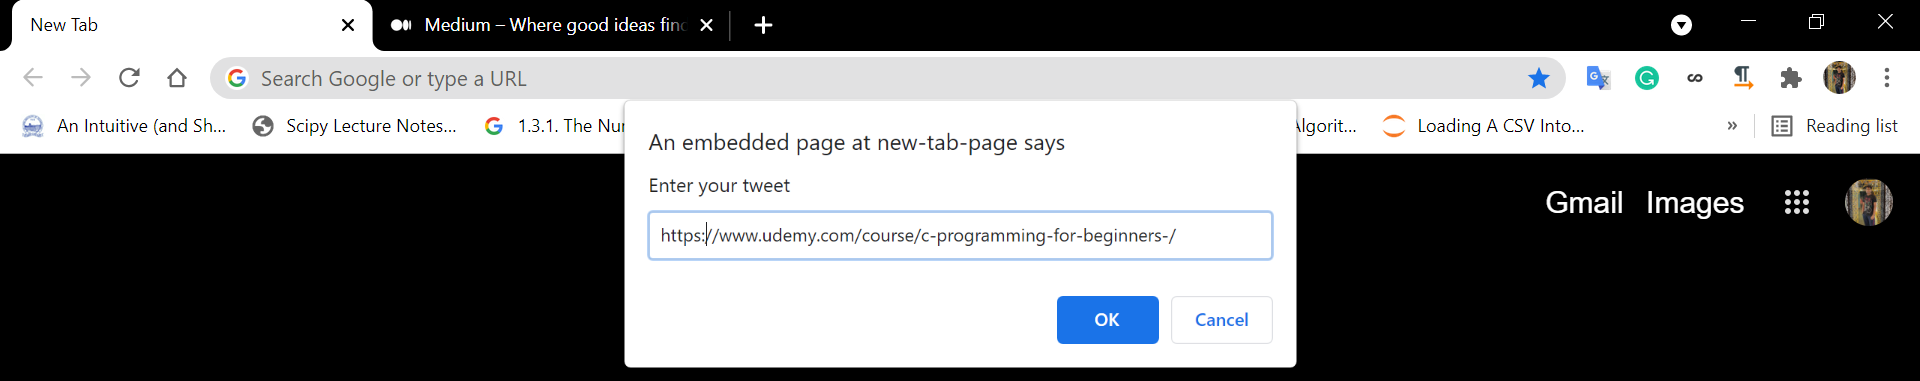 New Tab
Medium – Where good ideas find
Search Google or type a URL
An Intuitive (and Sh...
Scipy Lecture Notes...
1.3.1. The Nu
Algorit...
Loading A CSV Into...
»
Reading list
An embedded page at new-tab-page says
Enter your tweet
https://www.udemy.com/course/c-programming-for-beginners-/
OK
Cancel
Gmail
Images